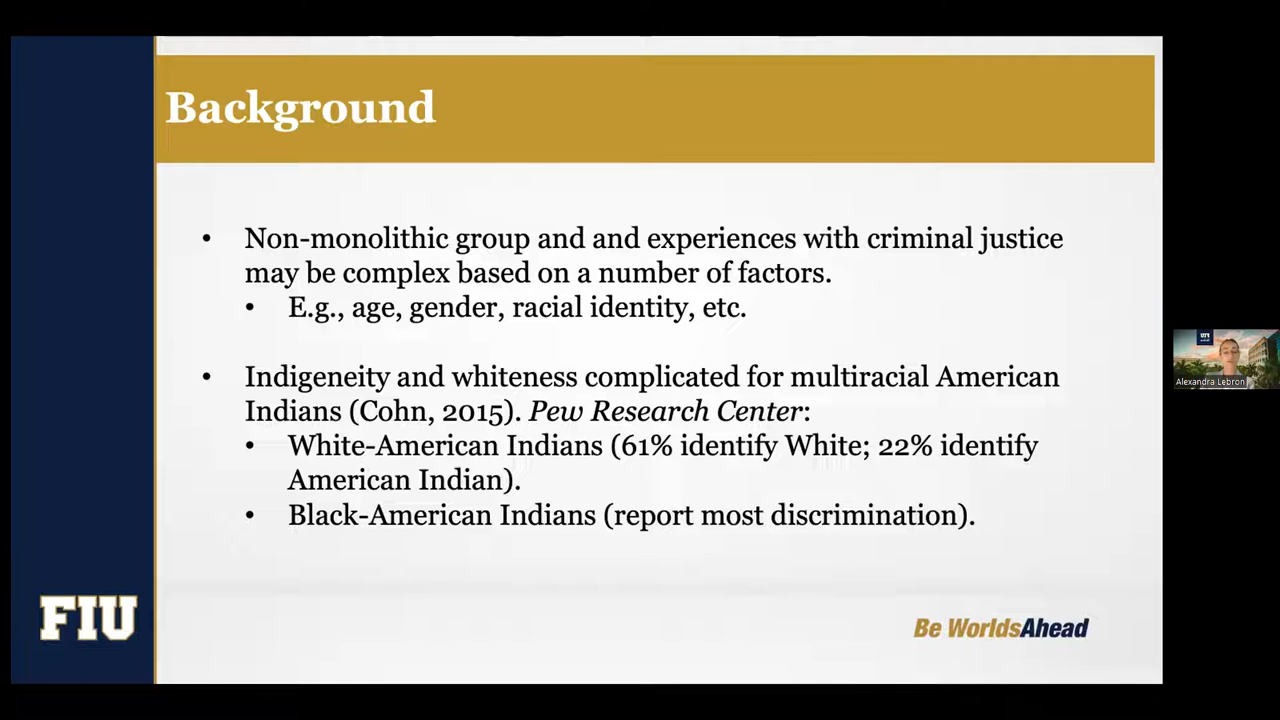 Background
• Non-monolithic group and and experiences with criminal justice
may be complex based on a number of factors.
• E.g., age, gender, racial identity, etc.
• Indigeneity and whiteness complicated for multiracial American
Indians (Cohn, 2015). Pew Research Center:
• White-American Indians (61% identify White; 22% identify
American Indian).
• Black-American Indians (report most discrimination).
FIU
Be WorldsAhead
FIU
Alexandra Lebron